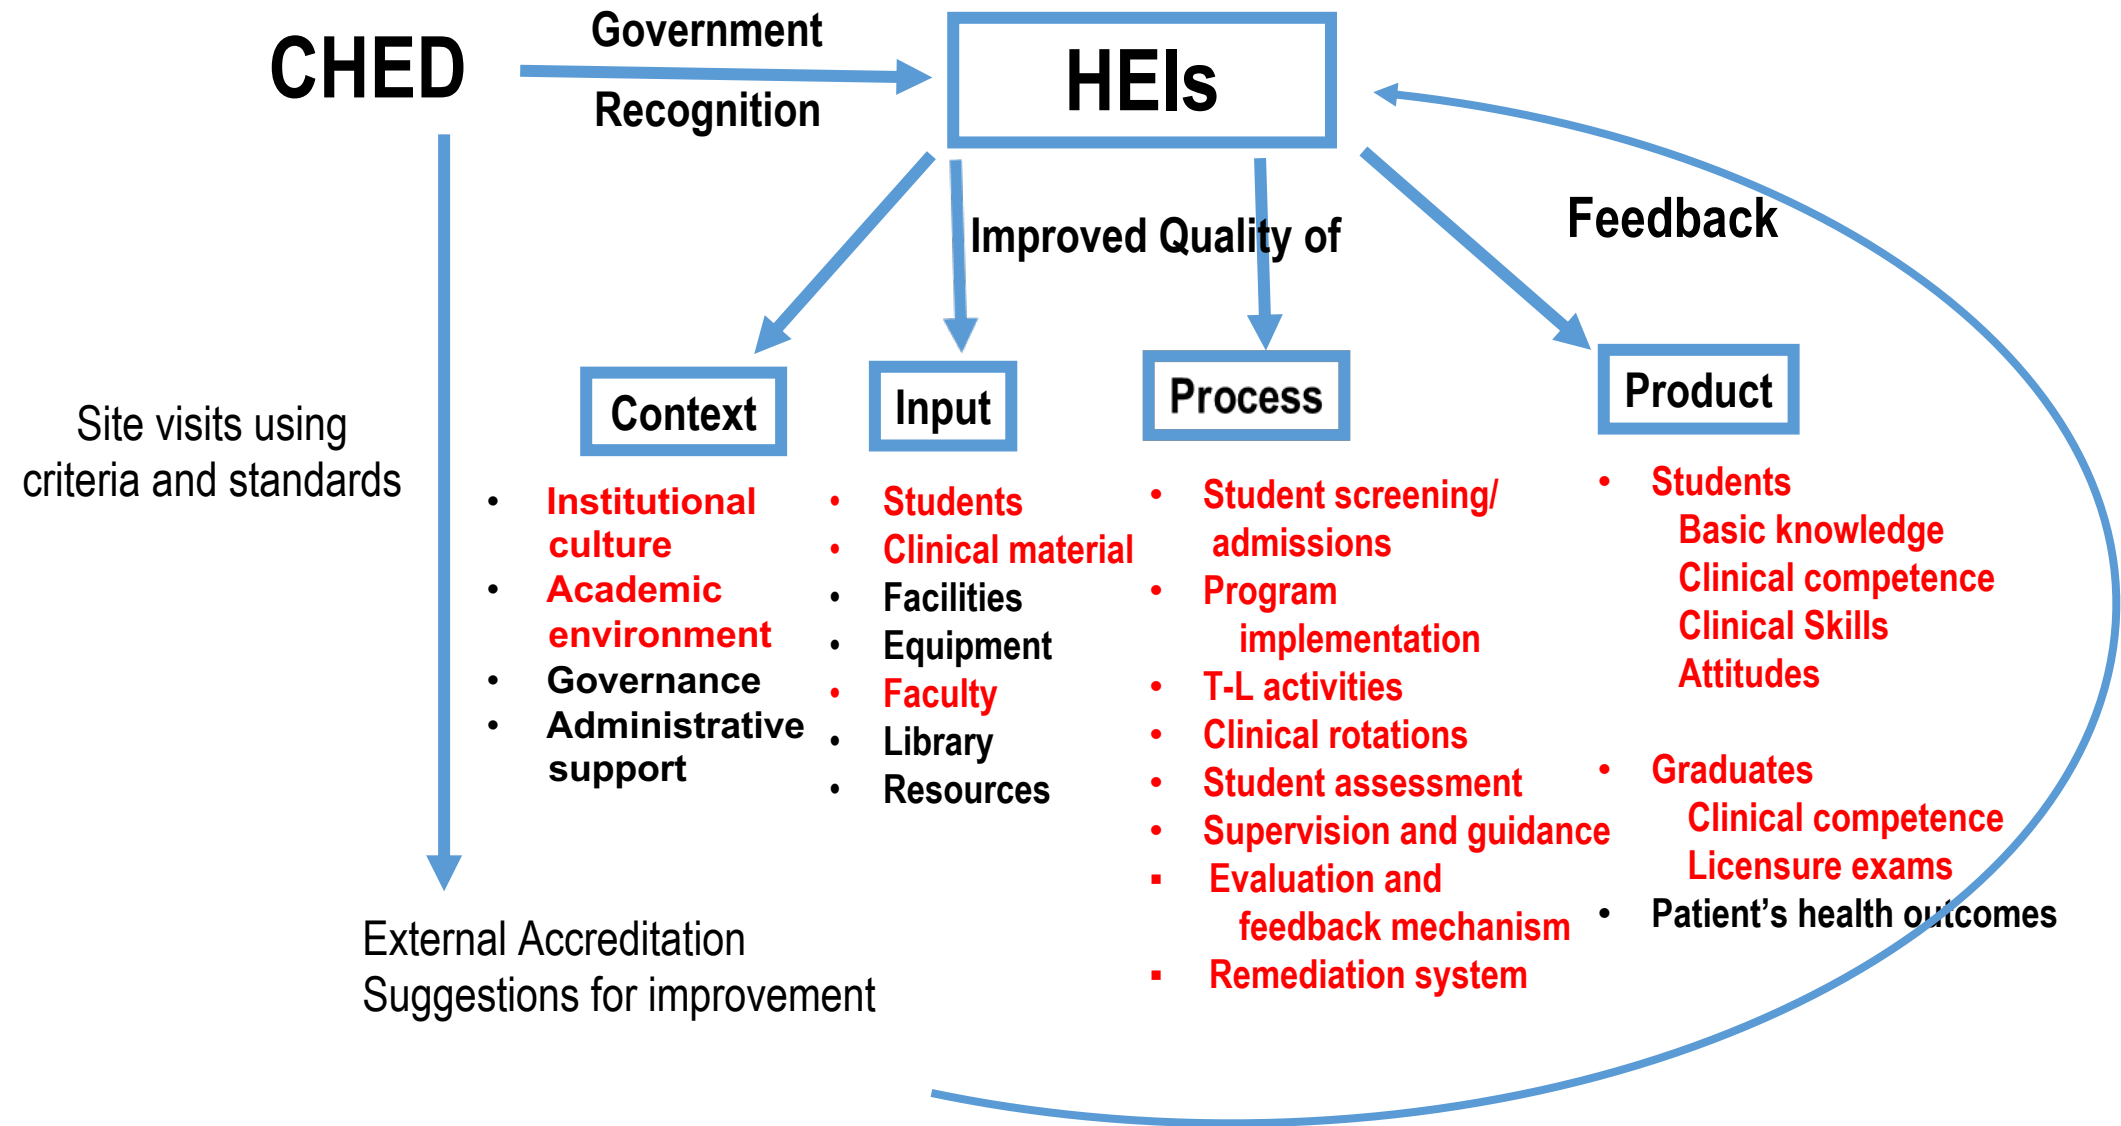 CHED
Government
Recognition
HEIs
Improved Quality of
Feedback
Site visits using
criteria and standards
External Accreditation
Suggestions for improvement
Context
• Institutional
culture
• Academic
environment
• Governance
• Administrative
support
Input
• Students
• Clinical material
• Facilities
• Equipment
• Faculty
• Library
• Resources
Process
• Student screening/
admissions
• Program
implementation
• T-L activities
• Clinical rotations
• Student assessment
• Supervision and guidance
▪ Evaluation and
feedback mechanism
▪ Remediation system
Product
• Students
Basic knowledge
Clinical competence
Clinical Skills
Attitudes
• Graduates
Clinical competence
Licensure exams
• Patient’s health outcomes